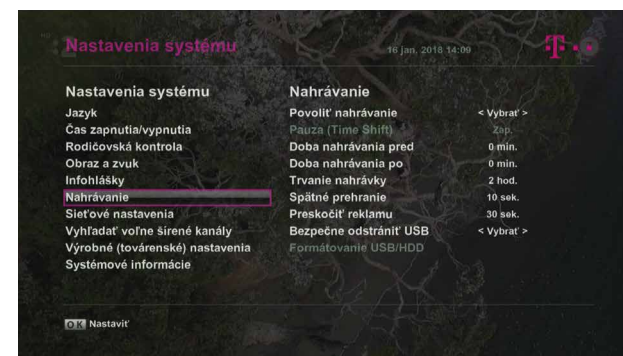 Nastavenia systému
16 jan, 2018 14:09
T
Nastavenia systému
Jazyk
Čas zapnutia/vypnutia
Rodičovská kontrola
Obraz a zvuk
Infohlášky
Nahrávanie
Sieťové nastavenia
Vyhľadať voľne šírené kanály
Výrobné (továrenské) nastavenia
Systémové informácie
Nahrávanie
Povoliť nahrávanie < Vybrať >
Pauza (Time Shift) Zap.
Doba nahrávania pred 0 min.
Doba nahrávania po 0 min.
Trvanie nahrávky 2 hod.
Spätné prehranie 10 sek.
Preskočiť reklamu 30 sek.
Bezpečne odstrániť USB < Vybrať >
Formátovanie USB/HDD
OK Nastaviť